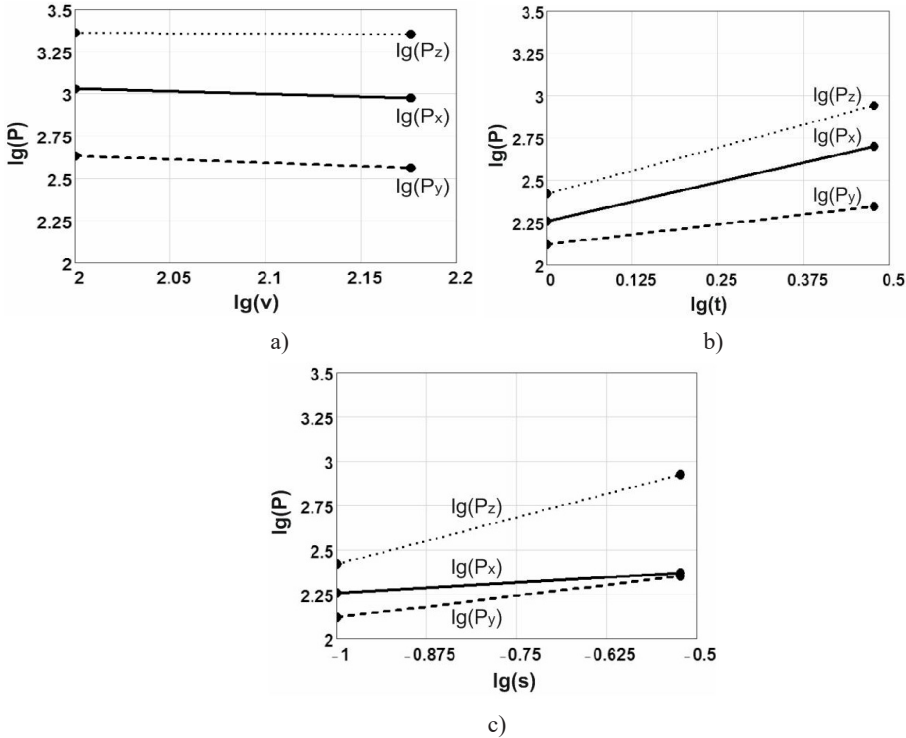 3.5
3.25
3
2.75
2.5
2.25
2
lg(P)
lg(Pz)
lg(Px)
lg(Py)
2 2.05 2.1 2.15 2.2
lg(v)
a)
3.5
3.25
3
2.75
2.5
2.25
2
lg(P)
lg(Pz)
lg(Px)
lg(Py)
0 0.125 0.25 0.375 0.5
lg(t)
b)
3.5
3.25
3
2.75
2.5
2.25
2
lg(P)
lg(Pz)
lg(Px)
lg(Py)
-1 -0.875 -0.75 -0.625 -0.5
lg(s)
c)